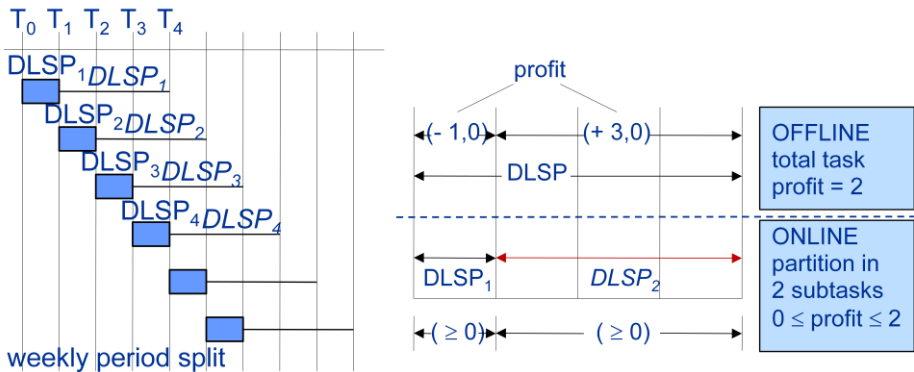 T₀ T₁ T₂ T₃ T₄
DLSP₁ DLSP₁
DLSP₂ DLSP₂
DLSP₃ DLSP₃
DLSP₄ DLSP₄
weekly period split
profit
(- 1,0) (+ 3,0)
DLSP
DLSP₁ DLSP₂
( ≥ 0) ( ≥ 0)
OFFLINE
total task
profit = 2
ONLINE
partition in
2 subtasks
0 ≤ profit ≤ 2